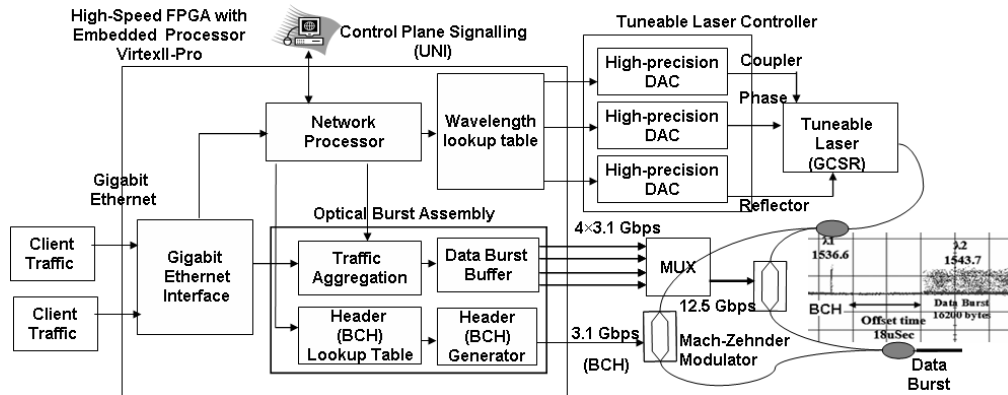 High-Speed FPGA with
Embedded Processor
VirtexII-Pro
Control Plane Signalling
(UNI)
Tuneable Laser Controller
High-precision
DAC
High-precision
DAC
High-precision
DAC
Coupler
Phase
Reflector
Tuneable
Laser
(GCSR)
Network
Processor
Wavelength
lookup table
Gigabit
Ethernet
Client
Traffic
Client
Traffic
Gigabit
Ethernet
Interface
Optical Burst Assembly
Traffic
Aggregation
Data Burst
Buffer
Header
(BCH)
Lookup Table
Header
(BCH)
Generator
4×3.1 Gbps
MUX
12.5 Gbps
3.1 Gbps
(BCH)
Mach-Zehnder
Modulator
λ1
1536.6
λ2
1543.7
BCH
Data Burst
16200 bytes
Offset time
18uSec
Data
Burst